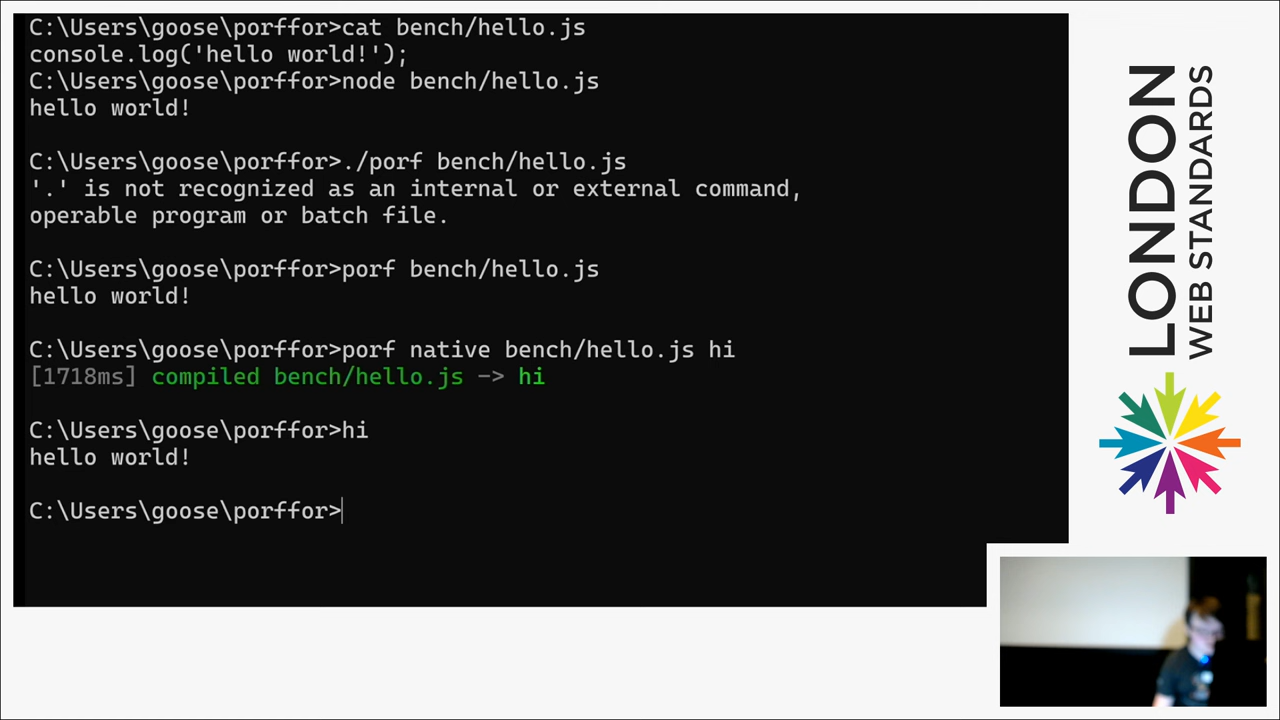 C:\Users\goose\porffor>cat bench/hello.js
console.log('hello world!');
C:\Users\goose\porffor>node bench/hello.js
hello world!
C:\Users\goose\porffor>./porf bench/hello.js
'.' is not recognized as an internal or external command,
operable program or batch file.
C:\Users\goose\porffor>porf bench/hello.js
hello world!
C:\Users\goose\porffor>porf native bench/hello.js hi
[1718ms] compiled bench/hello.js -> hi
C:\Users\goose\porffor>hi
hello world!
C:\Users\goose\porffor>
LONDON
WEB STANDARDS